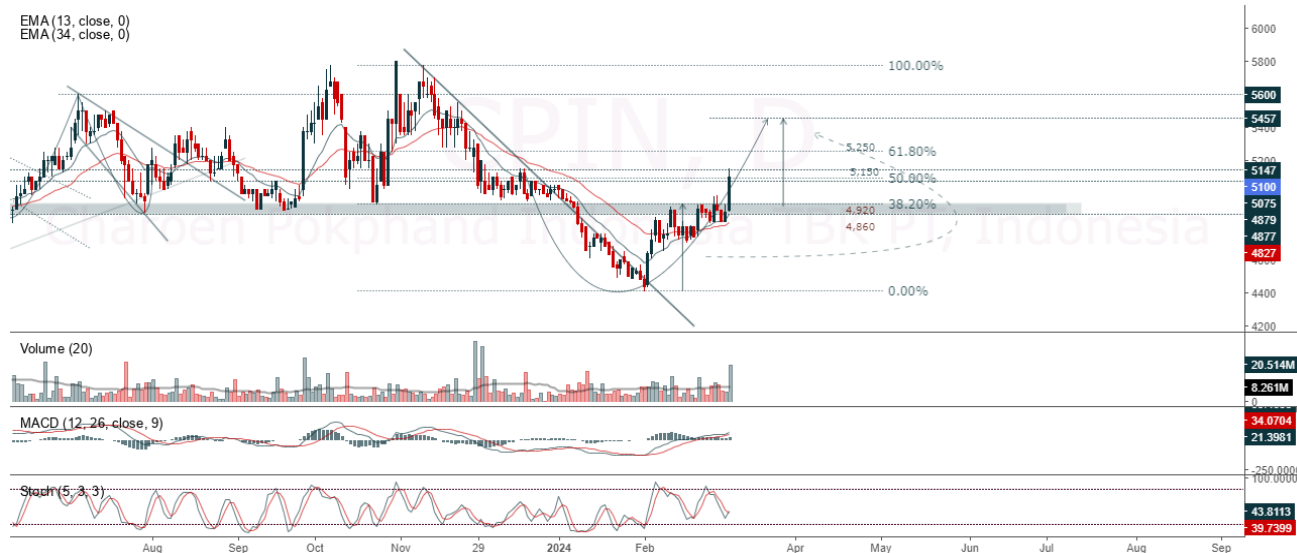 EMA (13, close, 0)
EMA (34, close, 0)
CPIN, D
Charoen Pokphand Indonesia TBK PT, Indonesia
100.00%
5,250 61.80%
5,150 50.00%
4,920 38.20%
4,860
0.00%
6000
5800
5600
5457
5400
5200
5147
5100
5075
4879
4877
4827
4400
4200
Volume (20)
20.514M
8.261M
0
MACD (12, 26, close, 9)
34.0704
21.3981
-250.0000
Stoch (5, 3, 3)
100.0000
43.8113
39.7399
Aug Sep Oct Nov 29 2024 Feb Apr May Jun Jul Aug Sep